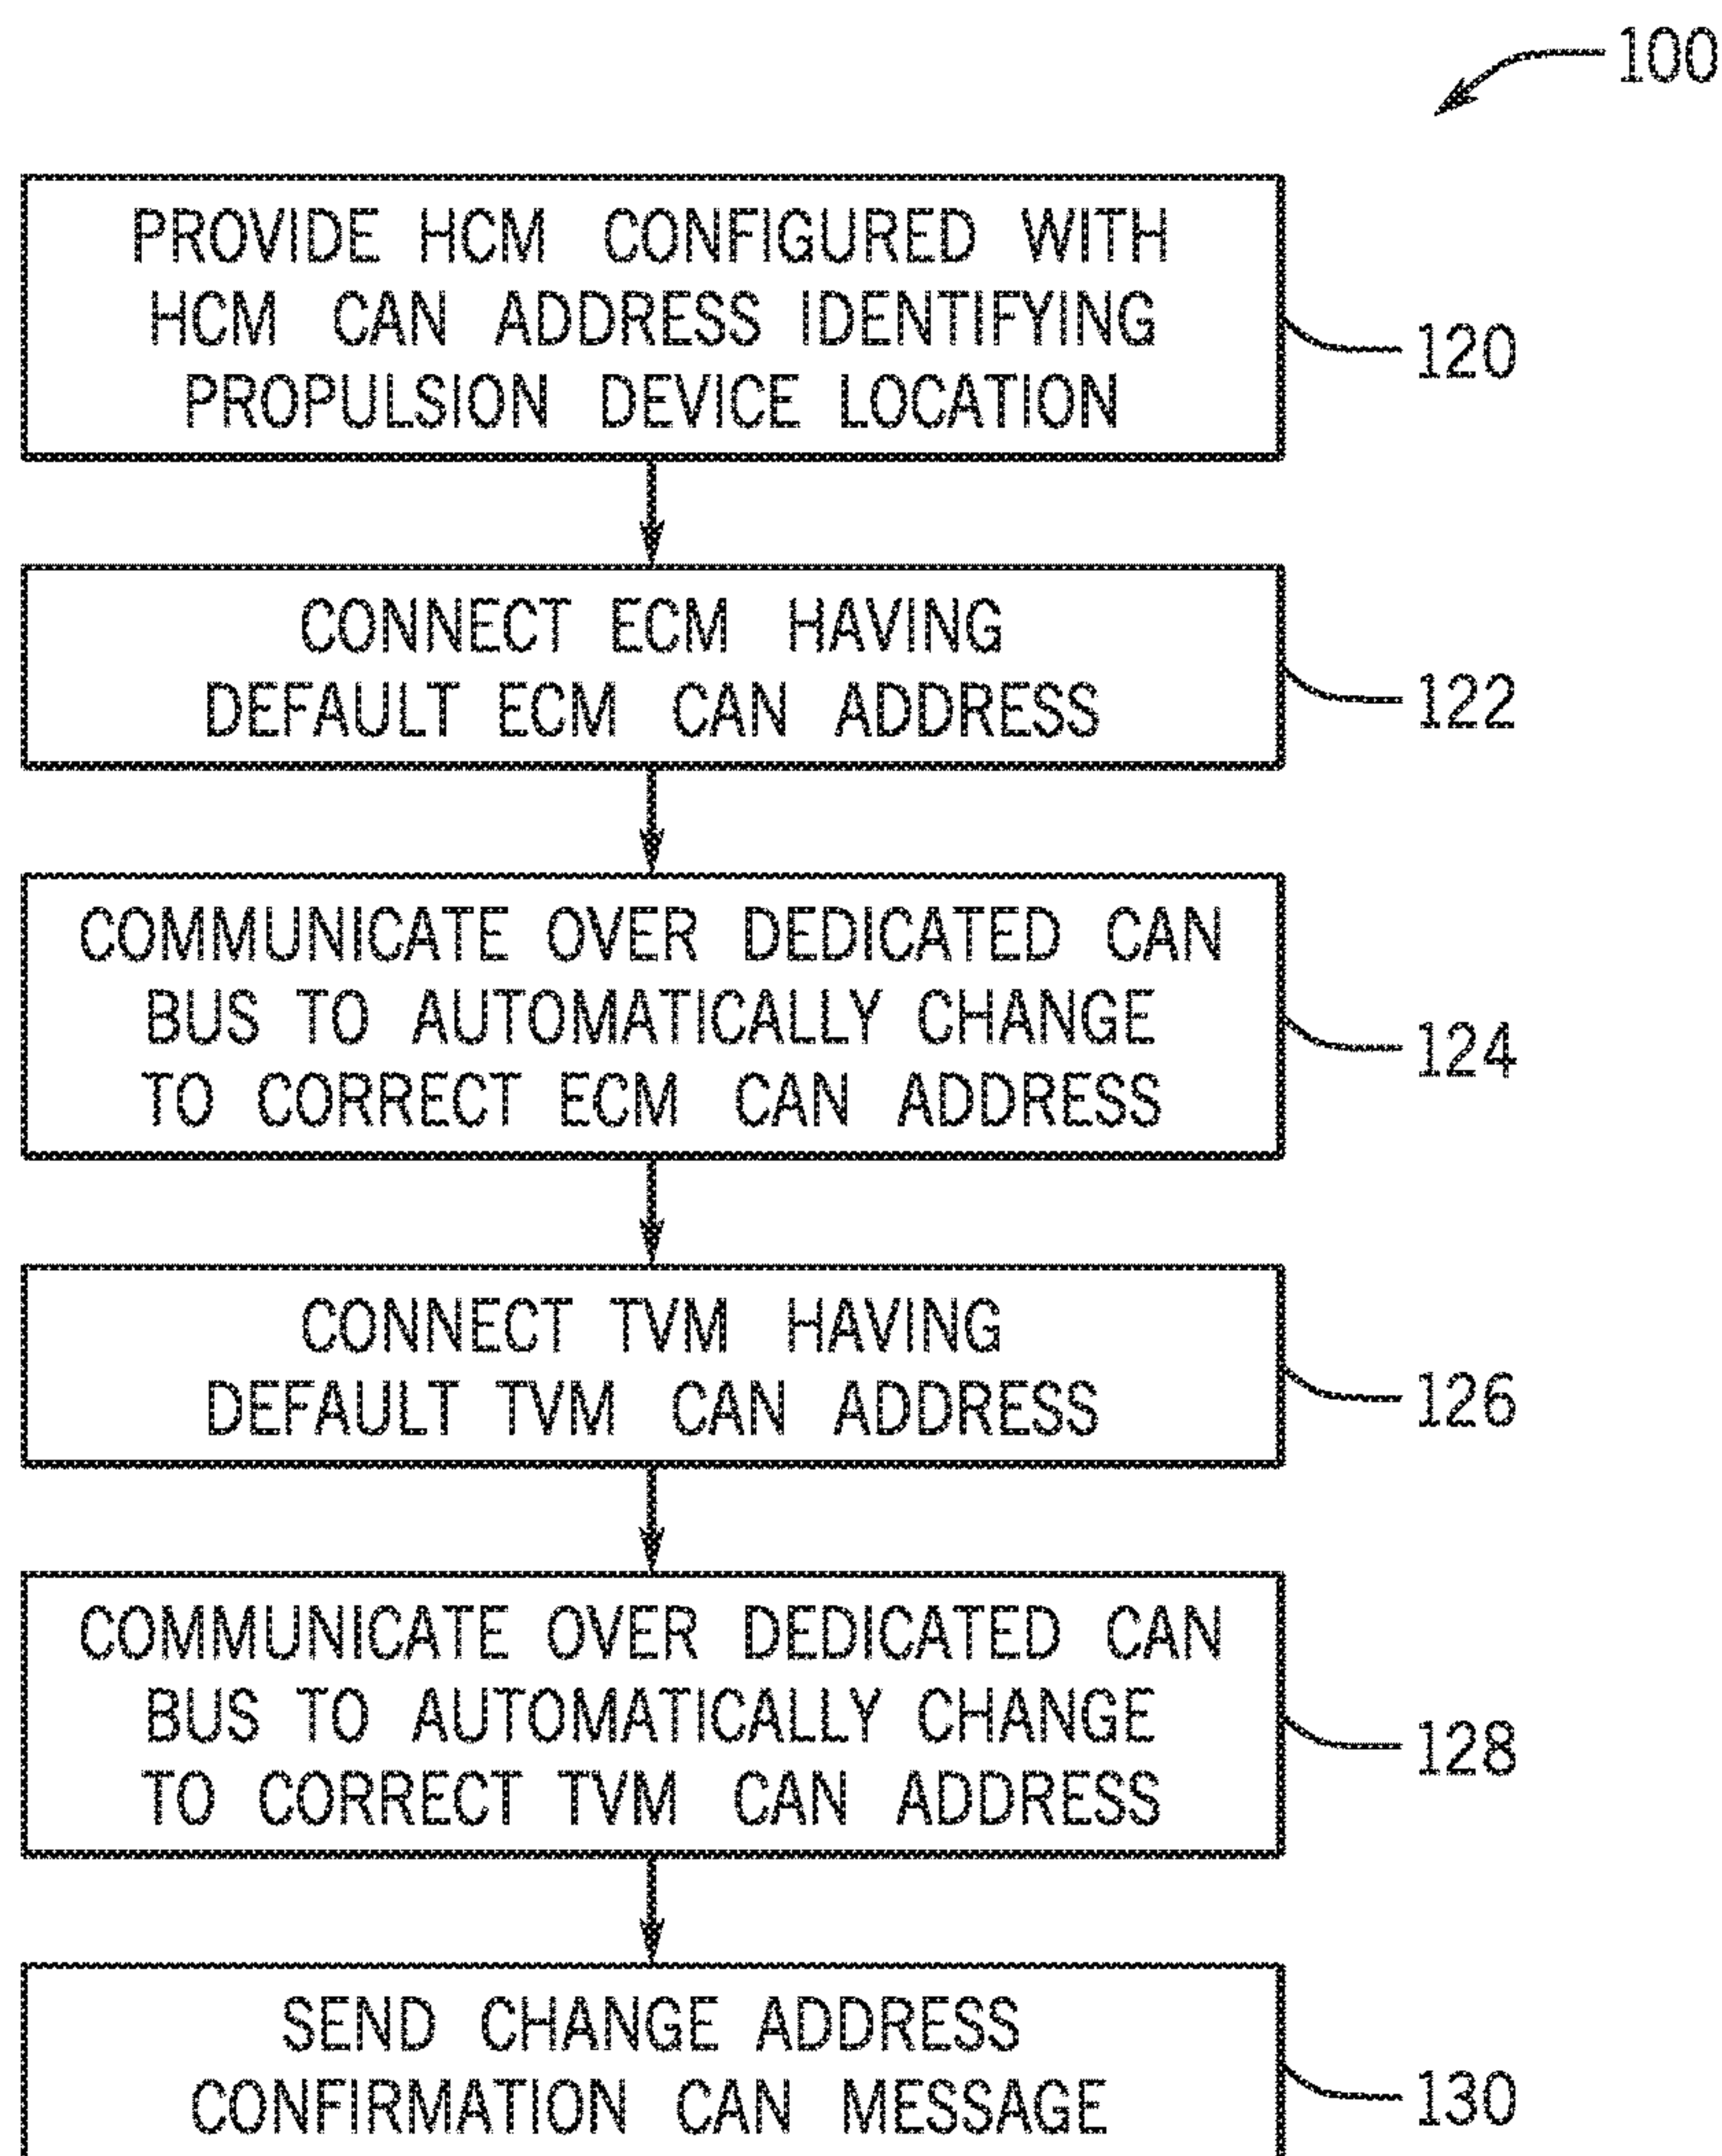 100
PROVIDE HCM CONFIGURED WITH
HCM CAN ADDRESS IDENTIFYING
PROPULSION DEVICE LOCATION
120
CONNECT ECM HAVING
DEFAULT ECM CAN ADDRESS
122
COMMUNICATE OVER DEDICATED CAN
BUS TO AUTOMATICALLY CHANGE
TO CORRECT ECM CAN ADDRESS
124
CONNECT TVM HAVING
DEFAULT TVM CAN ADDRESS
126
COMMUNICATE OVER DEDICATED CAN
BUS TO AUTOMATICALLY CHANGE
TO CORRECT TVM CAN ADDRESS
128
SEND CHANGE ADDRESS
CONFIRMATION CAN MESSAGE
130